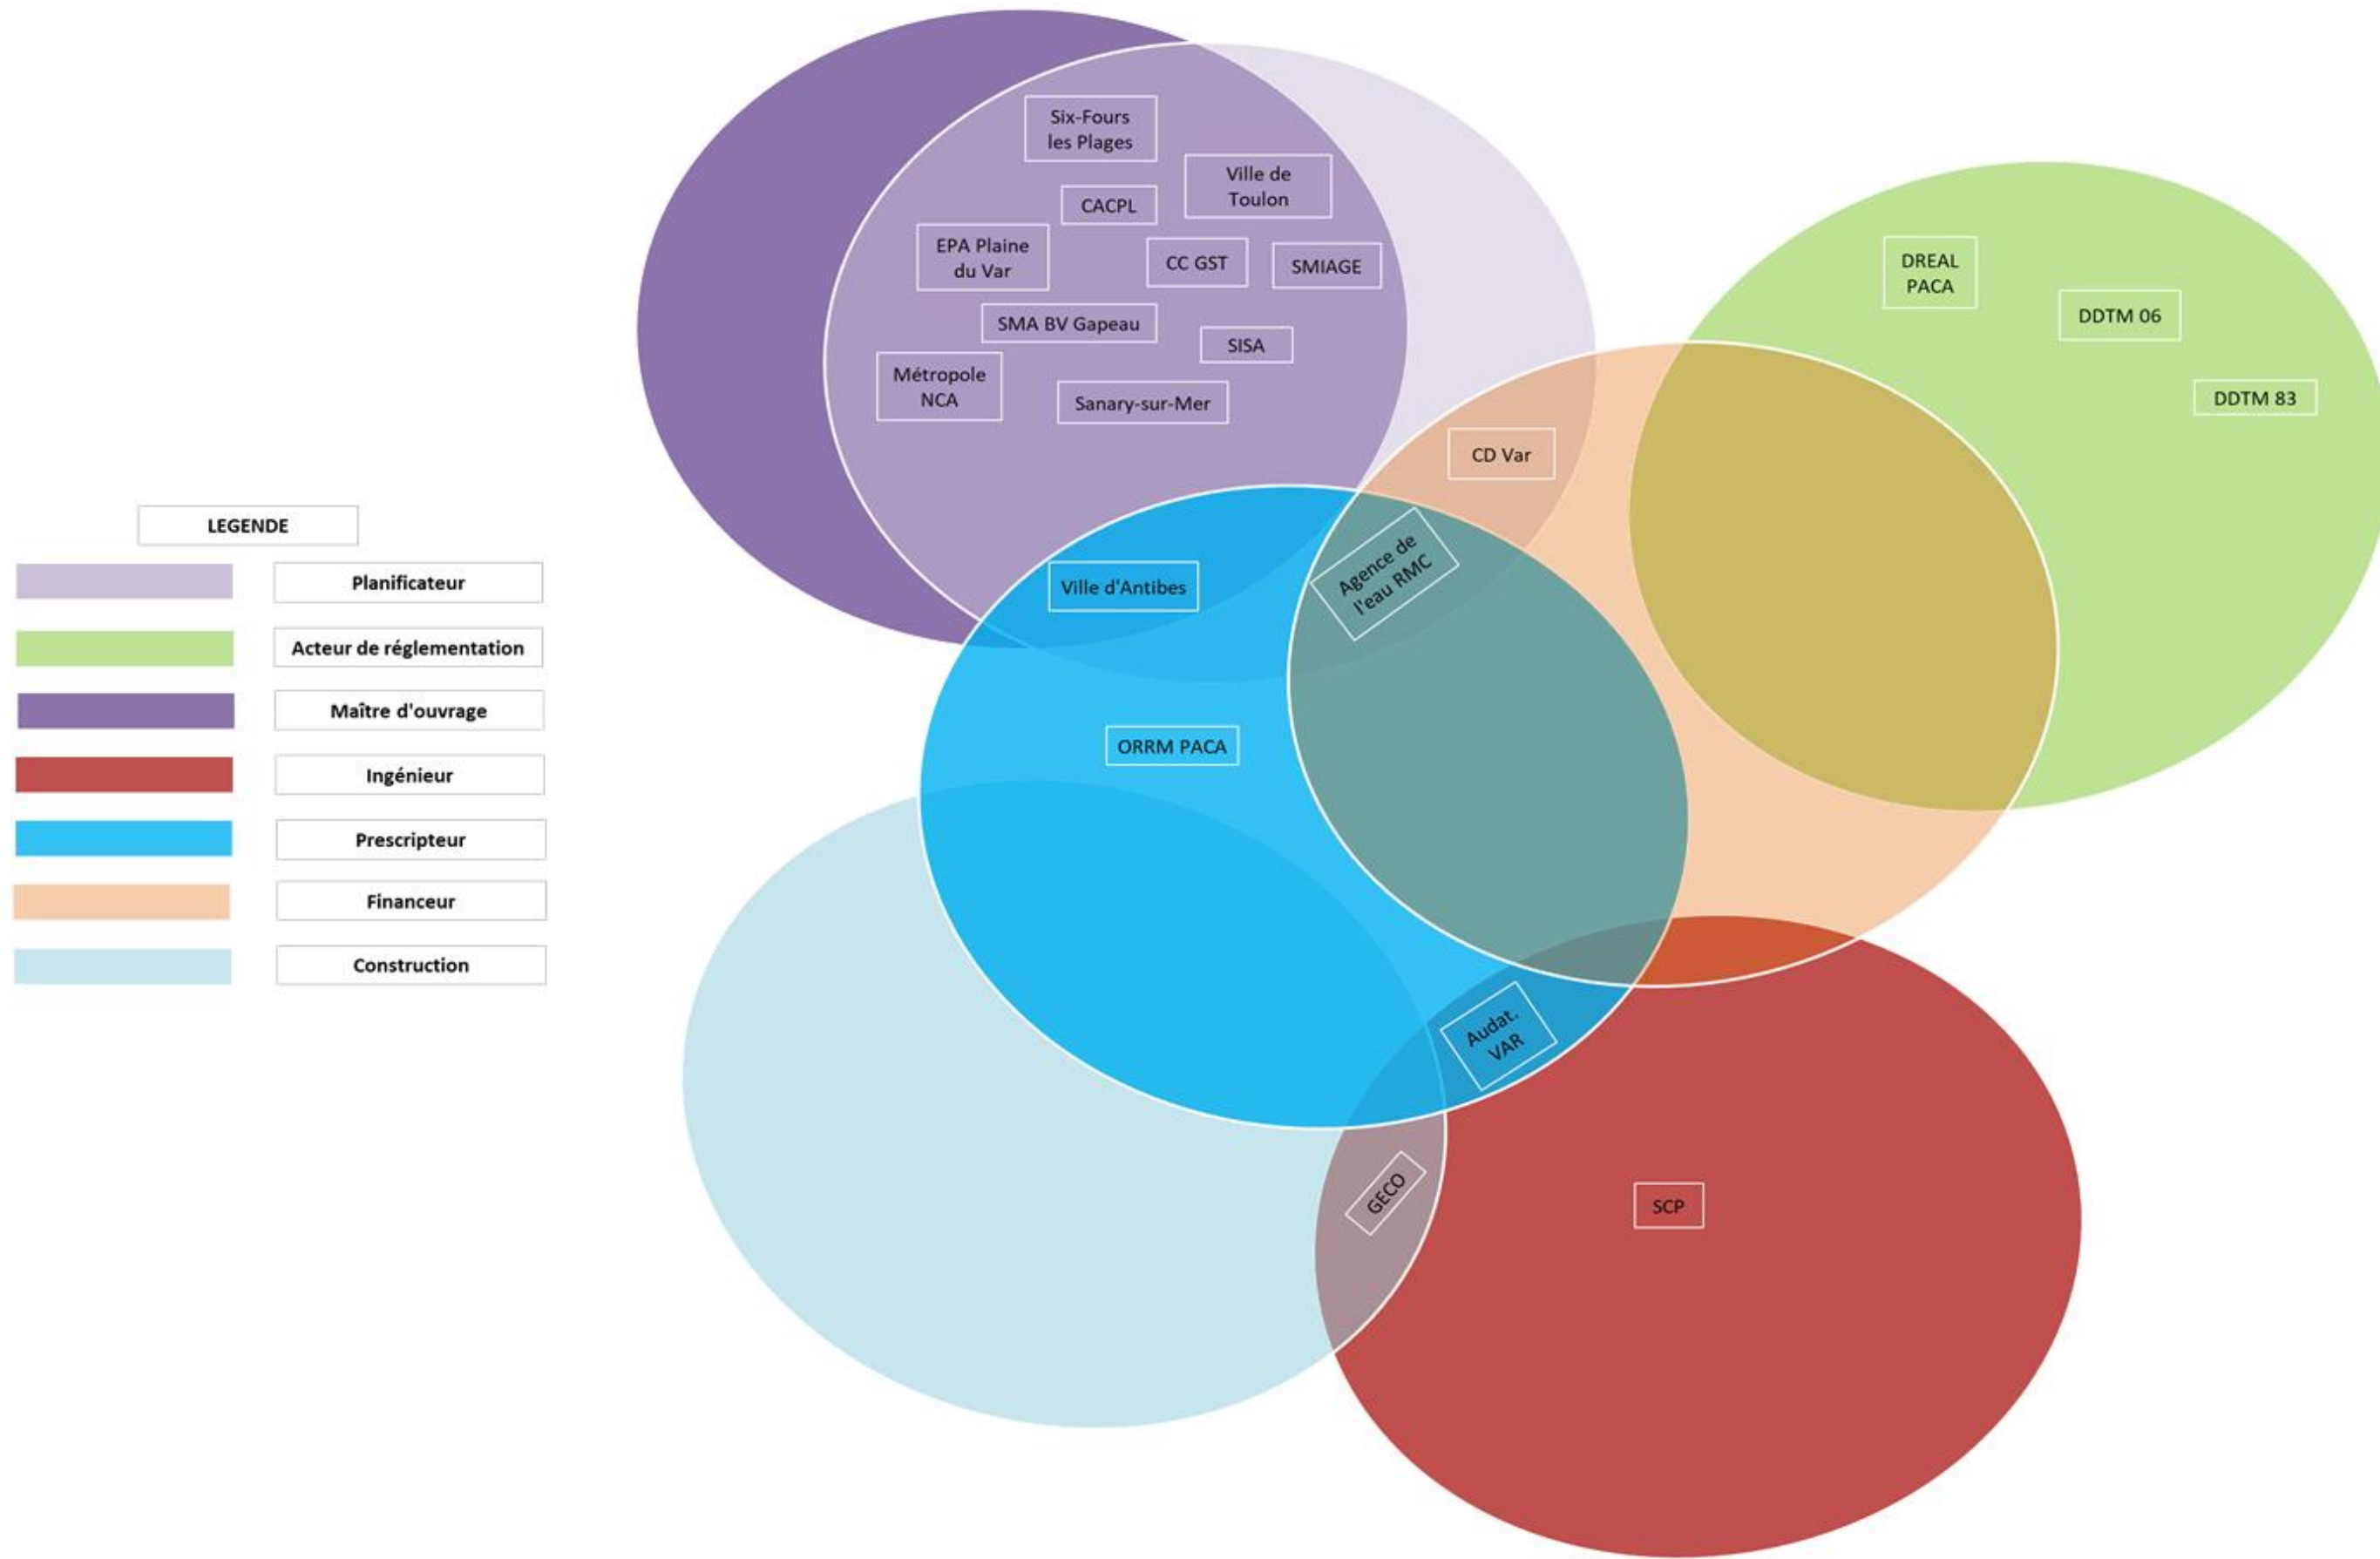 LEGENDE
Planificateur
Acteur de réglementation
Maître d'ouvrage
Ingénieur
Prescripteur
Financeur
Construction
Six-Fours
les Plages
Ville de
Toulon
CACPL
EPA Plaine
du Var
CC GST
SMIAGE
SMA BV Gapeau
SISA
Métropole
NCA
Sanary-sur-Mer
DREAL
PACA
DDTM 06
DDTM 83
CD Var
Agence de
l'eau RMC
Ville d'Antibes
ORRM PACA
Audat.
VAR
GECO
SCP